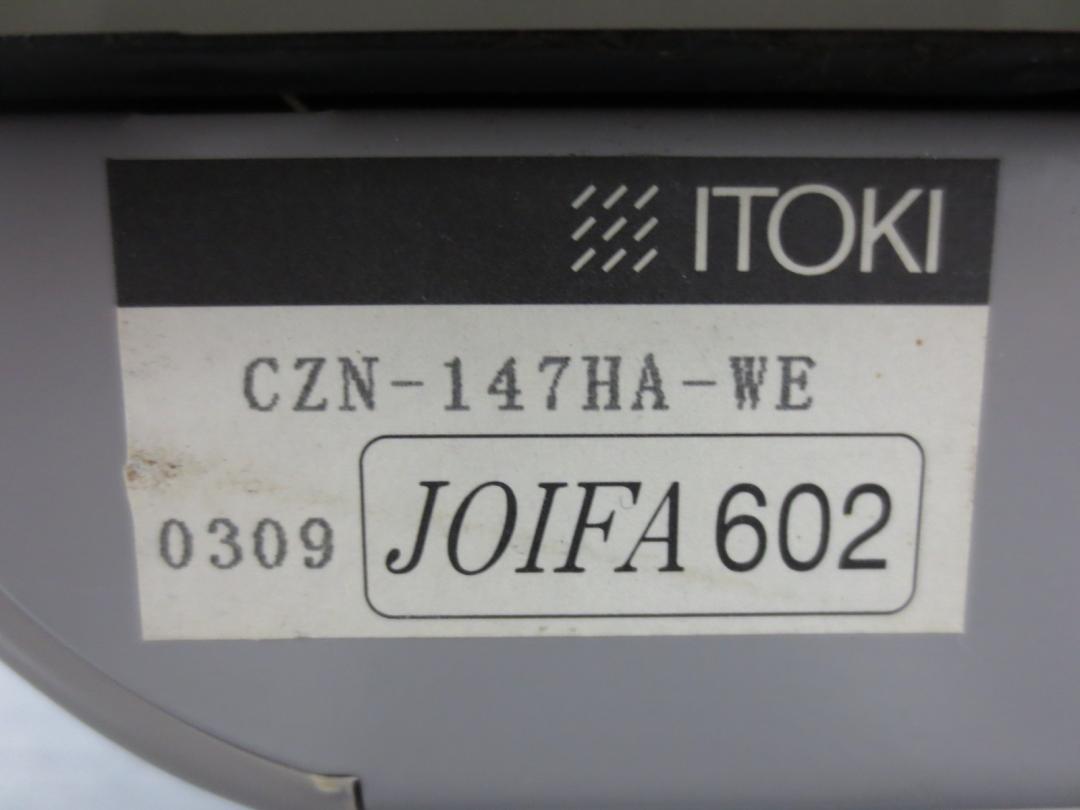 ITOKI
CZN-147HA-WE
0309
JOIFA 602